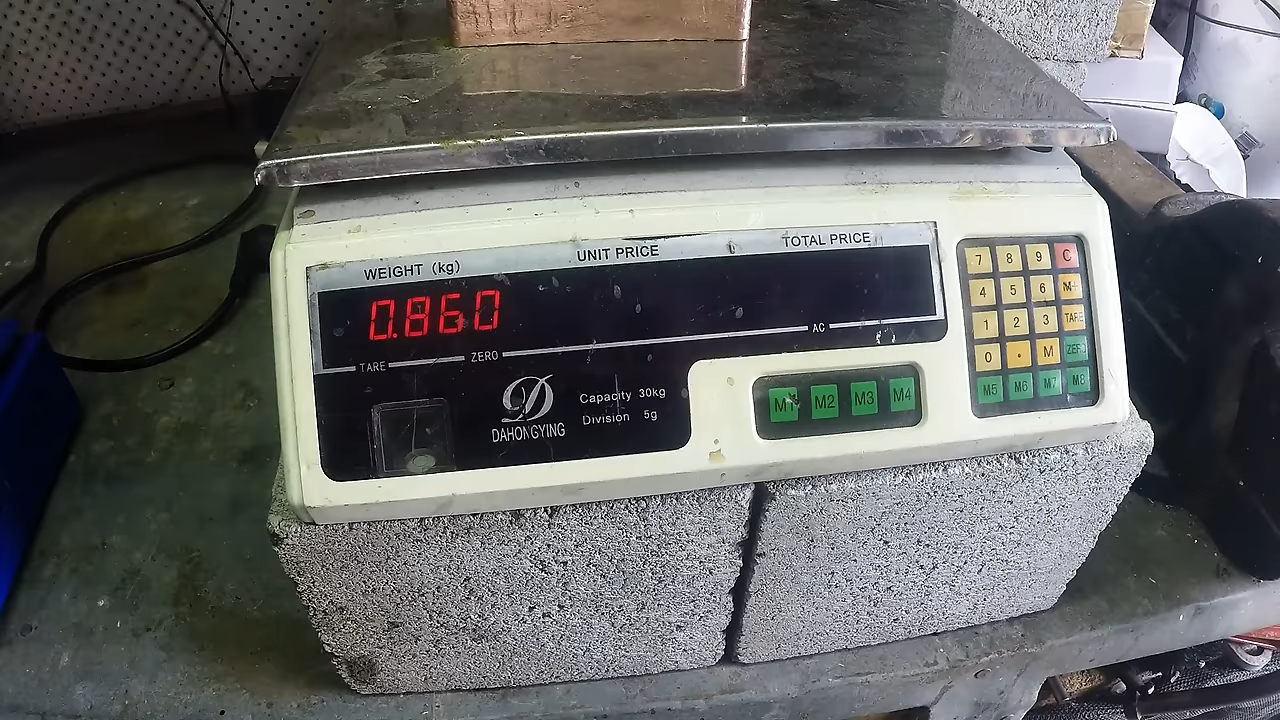 WEIGHT (kg) UNIT PRICE TOTAL PRICE
0.860
TARE ZERO AC
D
DAHONGYING
Capacity 30kg
Division 5g
M1 M2 M3 M4
7 8 9 C
4 5 6 M+
1 2 3 TARE
0 . M ZERO
M5 M6 M7 M8